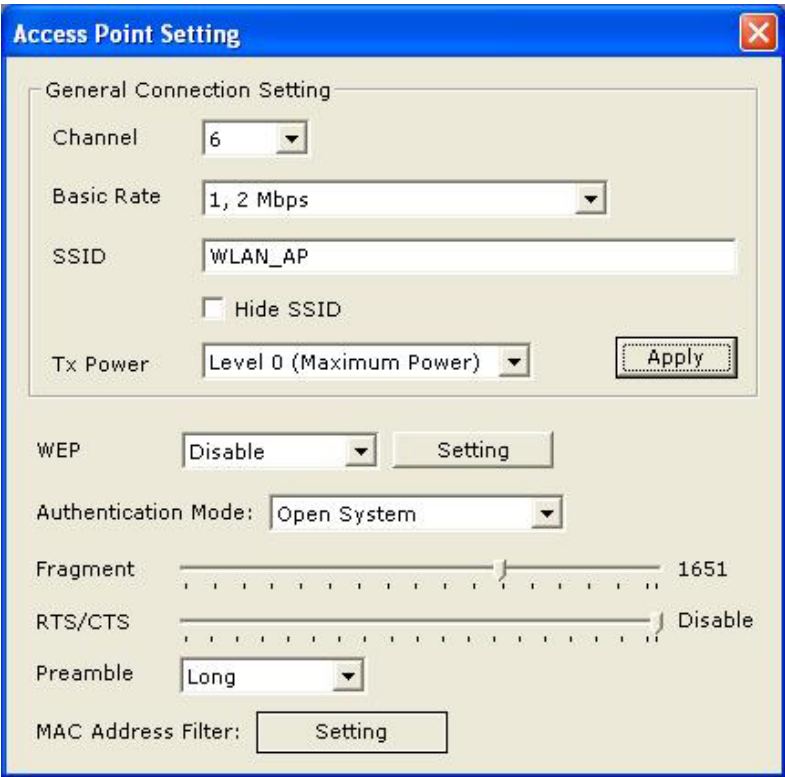 Access Point Setting
General Connection Setting
Channel 6
Basic Rate 1, 2 Mbps
SSID WLAN_AP
Hide SSID
Tx Power Level 0 (Maximum Power) Apply
WEP Disable Setting
Authentication Mode: Open System
Fragment 1651
RTS/CTS Disable
Preamble Long
MAC Address Filter: Setting